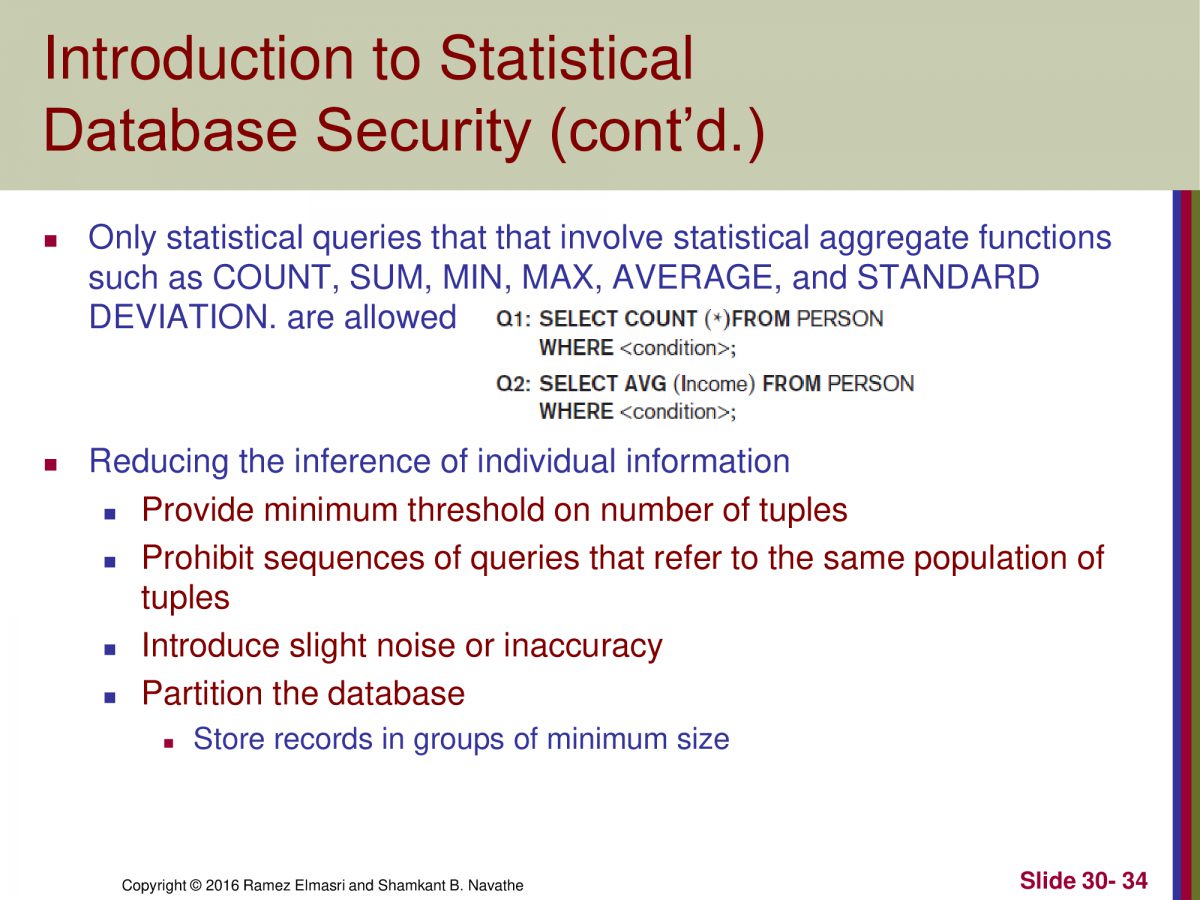 Introduction to Statistical
Database Security (cont’d.)
Only statistical queries that that involve statistical aggregate functions
such as COUNT, SUM, MIN, MAX, AVERAGE, and STANDARD
DEVIATION. are allowed
Q1: SELECT COUNT (*)FROM PERSON
WHERE <condition>;
Q2: SELECT AVG (Income) FROM PERSON
WHERE <condition>;
Reducing the inference of individual information
Provide minimum threshold on number of tuples
Prohibit sequences of queries that refer to the same population of
tuples
Introduce slight noise or inaccuracy
Partition the database
Store records in groups of minimum size
Copyright © 2016 Ramez Elmasri and Shamkant B. Navathe
Slide 30- 34